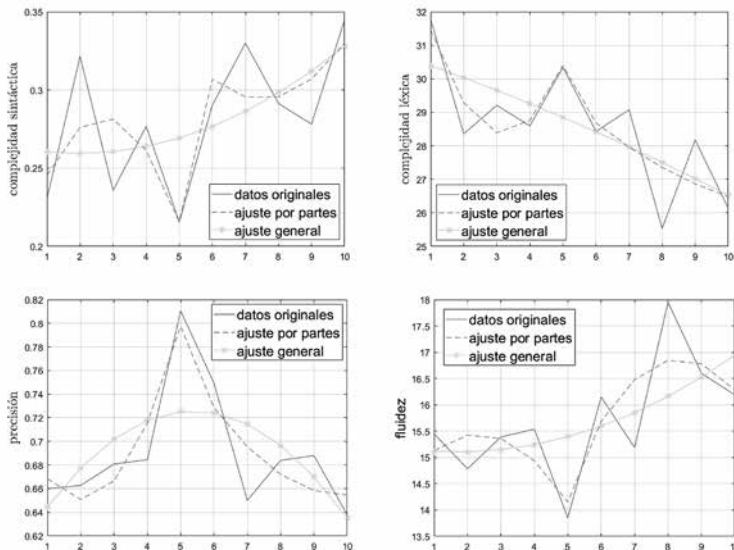 complejidad sintáctica
0.35
0.3
0.25
0.2
datos originales
ajuste por partes
ajuste general
1 2 3 4 5 6 7 8 9 10
complejidad léxica
32
31
30
29
28
27
26
25
datos originales
ajuste por partes
ajuste general
1 2 3 4 5 6 7 8 9 10
precisión
0.82
0.8
0.78
0.76
0.74
0.72
0.7
0.68
0.66
0.64
0.62
datos originales
ajuste por partes
ajuste general
1 2 3 4 5 6 7 8 9 10
fluidez
18
17.5
17
16.5
16
15.5
15
14.5
14
13.5
datos originales
ajuste por partes
ajuste general
1 2 3 4 5 6 7 8 9 10